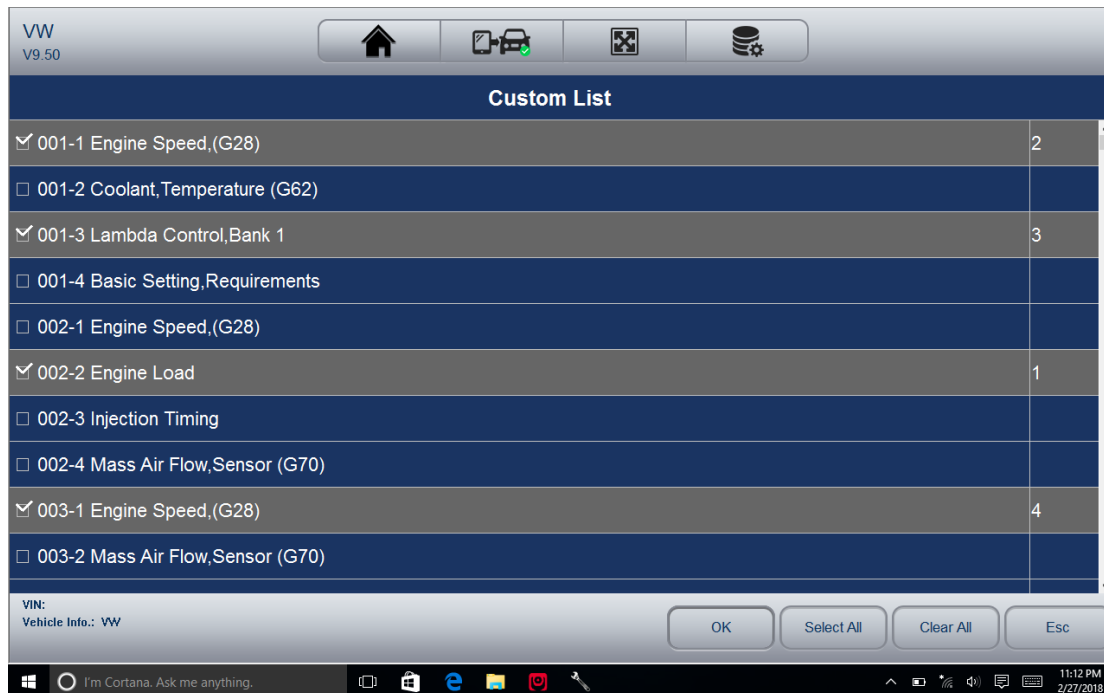 VW
V9.50
Custom List
001-1 Engine Speed,(G28) 2
001-2 Coolant,Temperature (G62)
001-3 Lambda Control,Bank 1 3
001-4 Basic Setting,Requirements
002-1 Engine Speed,(G28)
002-2 Engine Load 1
002-3 Injection Timing
002-4 Mass Air Flow,Sensor (G70)
003-1 Engine Speed,(G28) 4
003-2 Mass Air Flow,Sensor (G70)
VIN:
Vehicle Info.: VW
OK Select All Clear All Esc
I'm Cortana. Ask me anything.
11:12 PM
2/27/2018